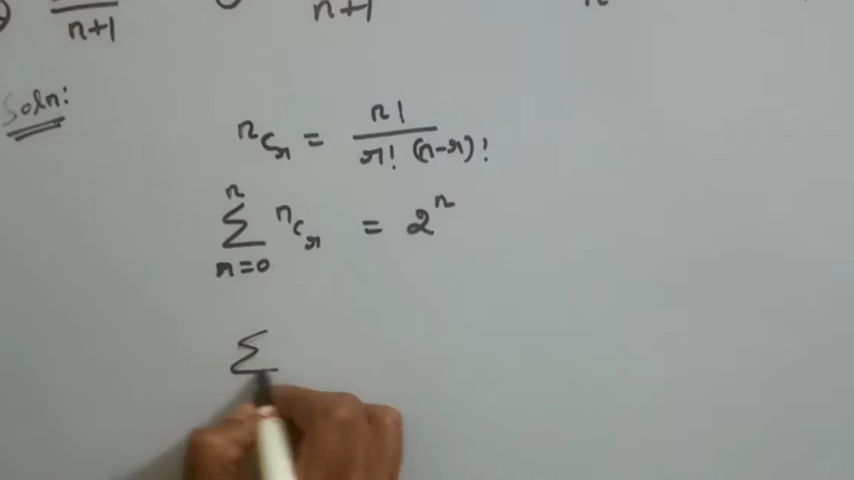 n+1 n+1 n
Soln:
ⁿCᵣ = n! / r! (n-r)!
n
∑ ⁿCᵣ = 2ⁿ
r=0
∑